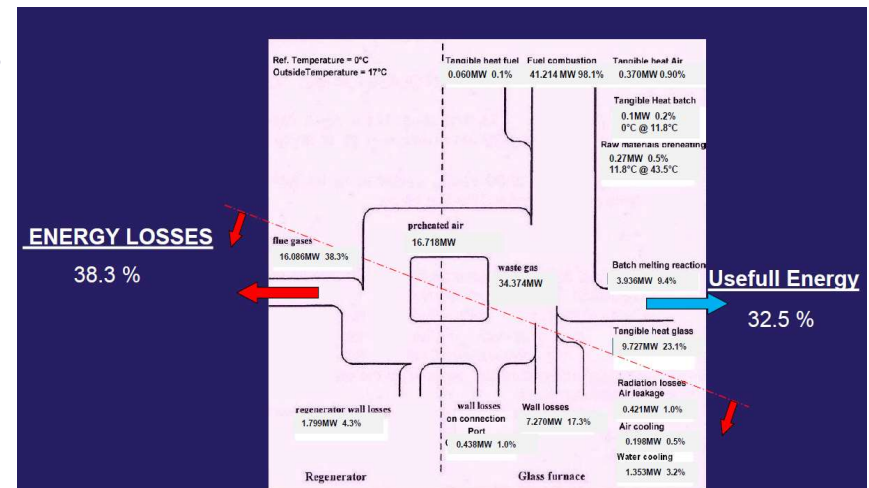 Ref. Temperature = 0°C
OutsideTemperature = 17°C
Tangible heat fuel
0.060MW 0.1%
Fuel combustion
41.214 MW 98.1%
Tangible heat Air
0.370MW 0.90%
Tangible Heat batch
0.1MW 0.2%
0°C @ 11.8°C
Raw materials preneating
0.27MW 0.5%
11.8°C @ 43.5°C
ENERGY LOSSES
38.3 %
flue gases
16.086MW 38.3%
preheated air
16.718MW
waste gas
34.374MW
Batch melting reaction
3.936MW 9.4%
Usefull Energy
32.5 %
Tangible heat glass
9.727MW 23.1%
Radiation losses
Air leakage
0.421MW 1.0%
Air cooling
0.198MW 0.5%
Water cooling
1.353MW 3.2%
regenerator wall losses
1.799MW 4.3%
wall losses
on connection
Port
0.438MW 1.0%
Wall losses
7.270MW 17.3%
Regenerator
Glass furnace